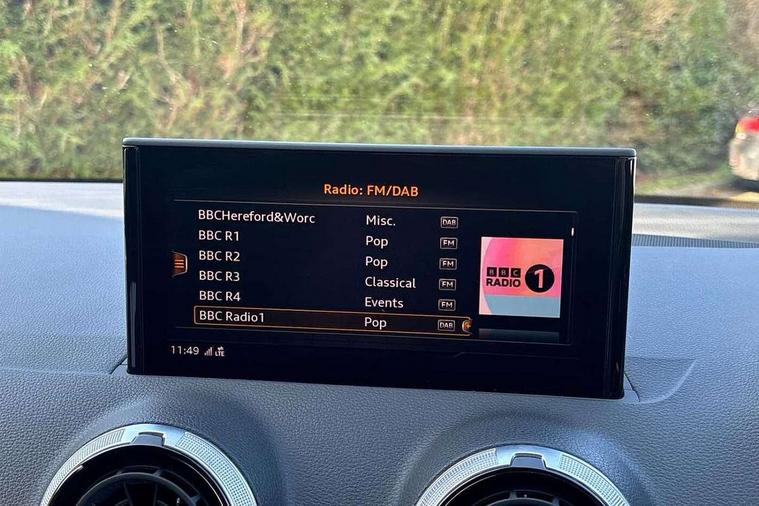 Radio: FM/DAB
BBCHereford&Worc Misc. DAB
BBC R1 Pop FM
BBC R2 Pop FM
BBC R3 Classical FM
BBC R4 Events FM
BBC Radio1 Pop DAB
BBC
RADIO 1
11:49 LTE